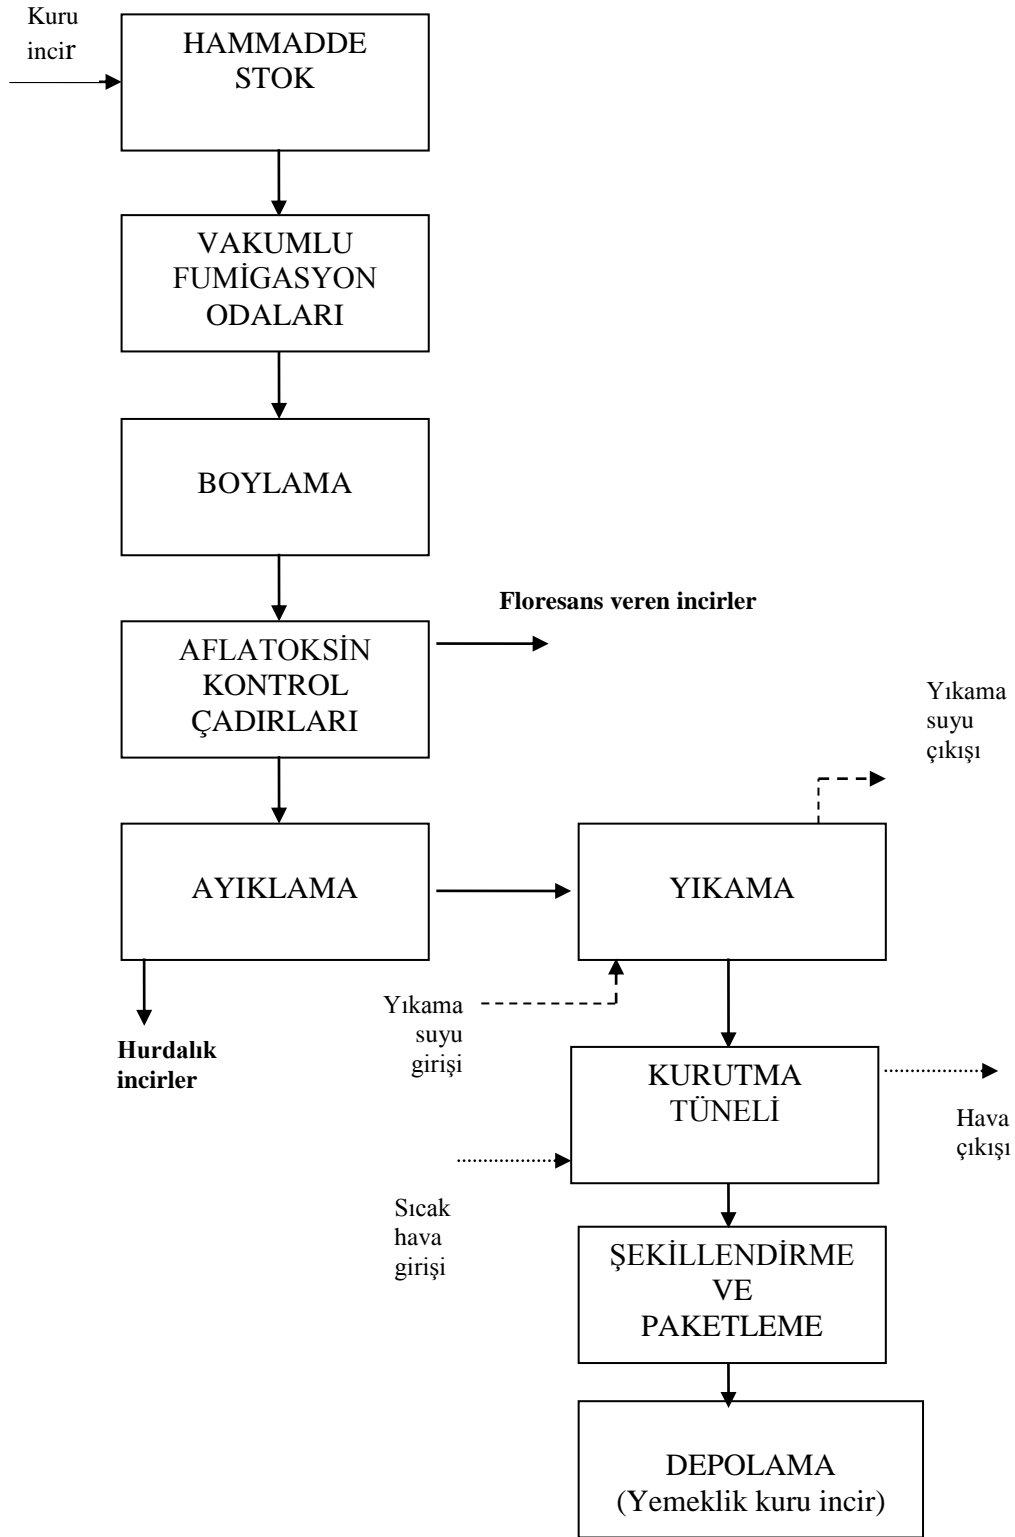 Kuru
incir
HAMMADDE
STOK
VAKUMLU
FUMİGASYON
ODALARI
BOYLAMA
Floresans veren incirler
AFLATOKSİN
KONTROL
ÇADIRLARI
Yıkama
suyu
çıkışı
AYIKLAMA
YIKAMA
Yıkama
suyu
girişi
Hurdalık
incirler
KURUTMA
TÜNELİ
Hava
çıkışı
Sıcak
hava
girişi
ŞEKİLLENDİRME
VE
PAKETLEME
DEPOLAMA
(Yemeklik kuru incir)